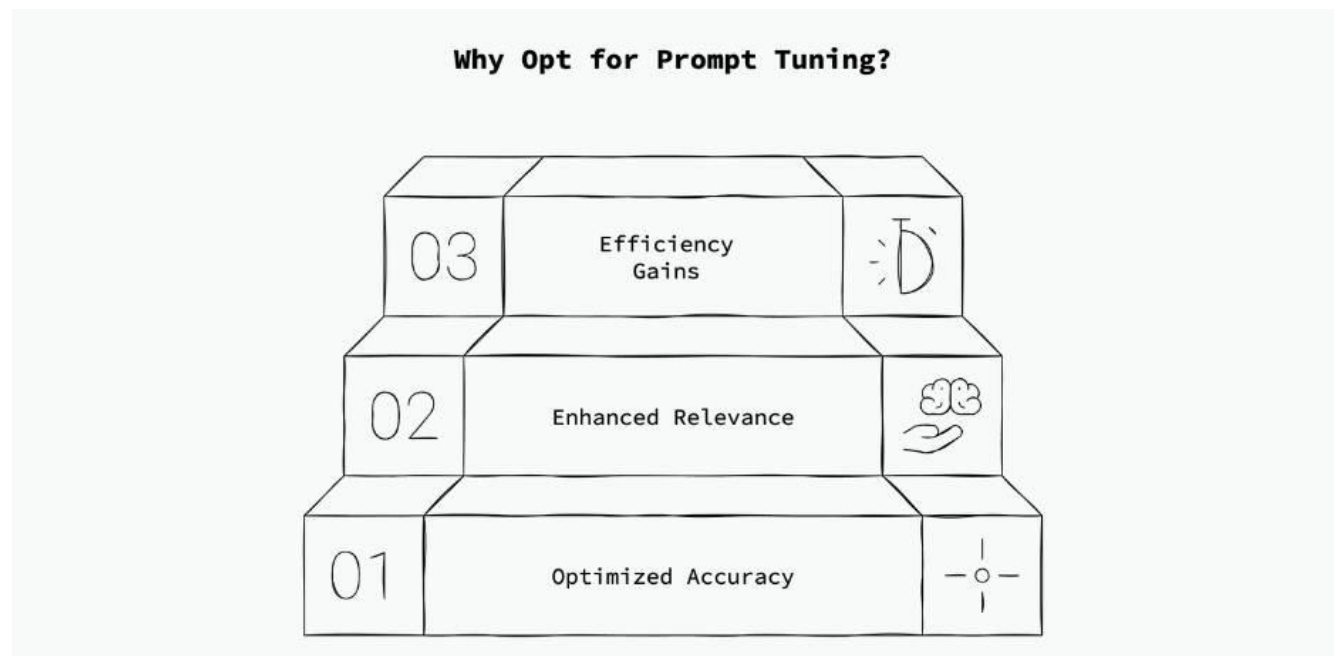 Why Opt for Prompt Tuning?
03
Efficiency
Gains
02
Enhanced Relevance
01
Optimized Accuracy